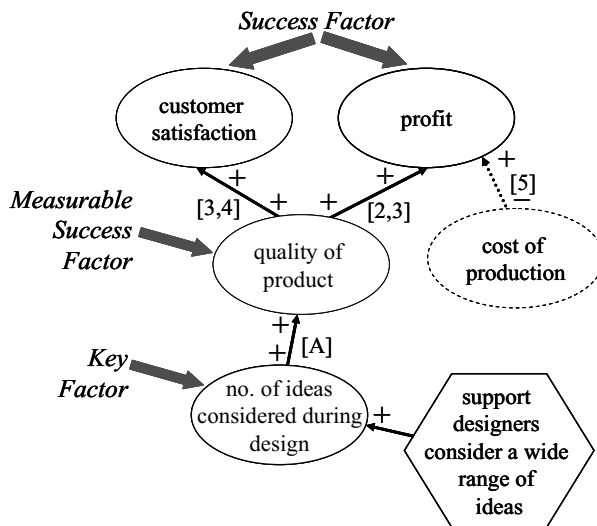 Success Factor
customer
satisfaction
profit
+
+
[5]
−
+
+
+
[3,4]
[2,3]
Measurable
Success
Factor
quality of
product
cost of
production
+
+
[A]
Key
Factor
no. of ideas
considered during
design
+
support
designers
consider a wide
range of
ideas